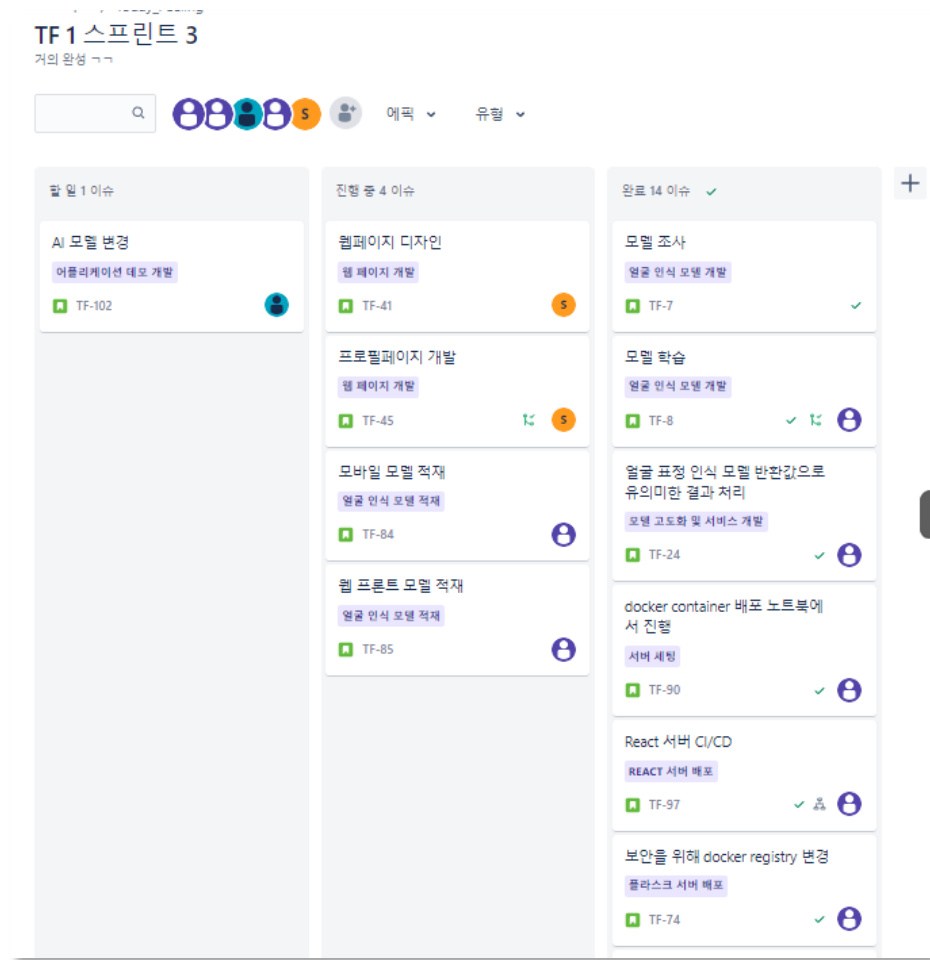 TF 1 스프린트 3
거의 완성 ㄱㄱ
S
에픽
유형
할 일 1 이슈
AI 모델 변경
어플리케이션 데모 개발
TF-102
진행 중 4 이슈
웹페이지 디자인
웹 페이지 개발
TF-41
S
프로필페이지 개발
웹 페이지 개발
TF-45
S
모바일 모델 적재
얼굴 인식 모델 적재
TF-84
웹 프론트 모델 적재
얼굴 인식 모델 적재
TF-85
완료 14 이슈
모델 조사
얼굴 인식 모델 개발
TF-7
모델 학습
얼굴 인식 모델 개발
TF-8
얼굴 표정 인식 모델 반환값으로
유의미한 결과 처리
모델 고도화 및 서비스 개발
TF-24
docker container 배포 노트북에
서 진행
서버 세팅
TF-90
React 서버 CI/CD
REACT 서버 배포
TF-97
보안을 위해 docker registry 변경
플라스크 서버 배포
TF-74